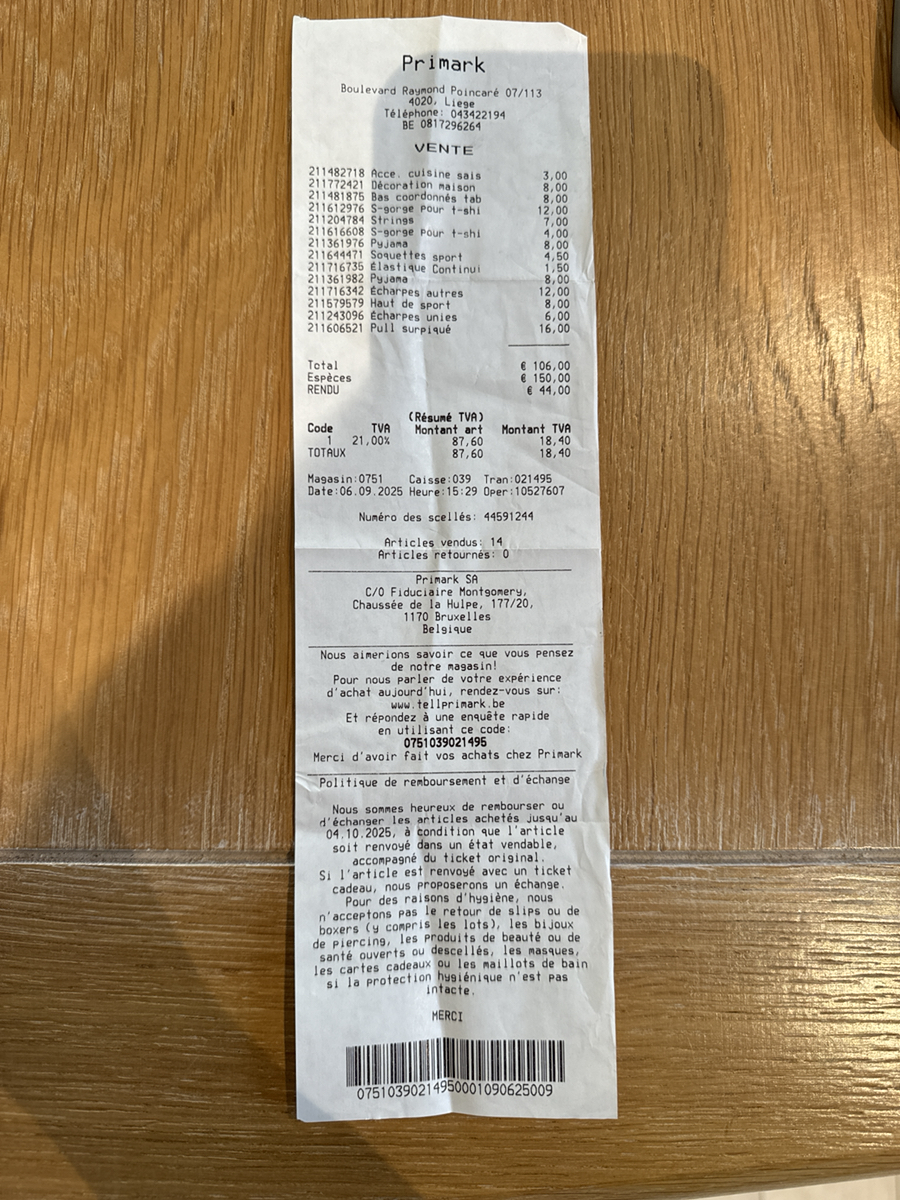 Primark
Boulevard Raymond Poincaré 07/113
4020, Liege
Téléphone: 043422194
BE 0817296264
VENTE
211482718 Acce. cuisine sais 3,00
211772421 Décoration maison 8,00
211481875 Bas coordonnés tab 8,00
211612976 S-gorge pour t-shi 12,00
211204784 Strings 7,00
211616608 S-gorge pour t-shi 4,00
211361976 Pyjama 8,00
211644471 Soquettes sport 4,50
211716735 Élastique Continui 1,50
211361982 Pyjama 8,00
211716342 Écharpes autres 12,00
211579579 Haut de sport 8,00
211243096 Écharpes unies 6,00
211606521 Pull surpiqué 16,00
Total € 106,00
Espèces € 150,00
RENDU € 44,00
(Résumé TVA)
Code TVA Montant art Montant TVA
1 21,00% 87,60 18,40
TOTAUX 87,60 18,40
Magasin:0751 Caisse:039 Tran:021495
Date:06.09.2025 Heure:15:29 Oper:10527607
Numéro des scellés: 44591244
Articles vendus: 14
Articles retournés: 0
Primark SA
C/O Fiduciaire Montgomery,
Chaussée de la Hulpe, 177/20,
1170 Bruxelles
Belgique
Nous aimerions savoir ce que vous pensez
de notre magasin!
Pour nous parler de votre expérience
d'achat aujourd'hui, rendez-vous sur:
www.tellprimark.be
Et répondez à une enquête rapide
en utilisant ce code:
0751039021495
Merci d'avoir fait vos achats chez Primark
Politique de remboursement et d'échange
Nous sommes heureux de rembourser ou
d'échanger les articles achetés jusqu'au
04.10.2025, à condition que l'article
soit renvoyé dans un état vendable,
accompagné du ticket original.
Si l'article est renvoyé avec un ticket
cadeau, nous proposerons un échange.
Pour des raisons d'hygiène, nous
n'acceptons pas le retour de slips ou de
boxers (y compris les lots), les bijoux
de piercing, les produits de beauté ou de
santé ouverts ou descellés, les masques,
les cartes cadeaux ou les maillots de bain
si la protection hygiénique n'est pas
intacte.
MERCI
07510390214950001090625009